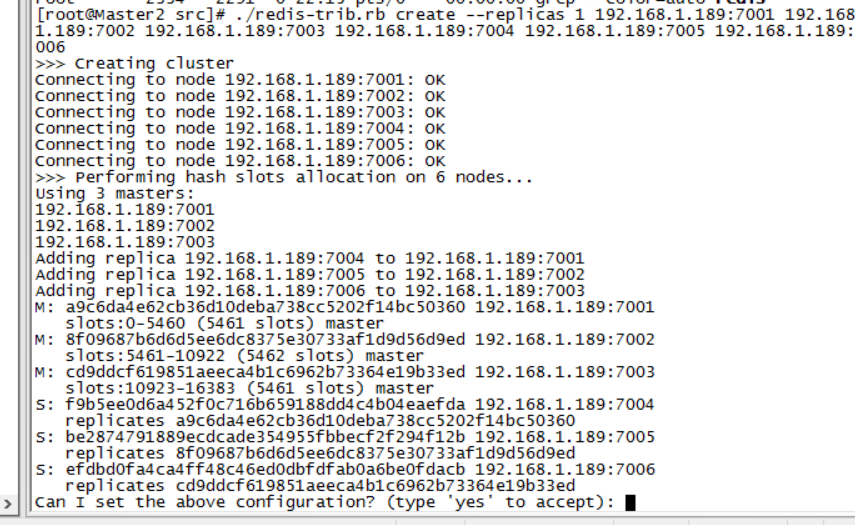 [root@Master2 src]# ./redis-trib.rb create --replicas 1 192.168.1.189:7001 192.168
1.189:7002 192.168.1.189:7003 192.168.1.189:7004 192.168.1.189:7005 192.168.1.189:
006
>>> Creating cluster
Connecting to node 192.168.1.189:7001: OK
Connecting to node 192.168.1.189:7002: OK
Connecting to node 192.168.1.189:7003: OK
Connecting to node 192.168.1.189:7004: OK
Connecting to node 192.168.1.189:7005: OK
Connecting to node 192.168.1.189:7006: OK
>>> Performing hash slots allocation on 6 nodes...
Using 3 masters:
192.168.1.189:7001
192.168.1.189:7002
192.168.1.189:7003
Adding replica 192.168.1.189:7004 to 192.168.1.189:7001
Adding replica 192.168.1.189:7005 to 192.168.1.189:7002
Adding replica 192.168.1.189:7006 to 192.168.1.189:7003
M: a9c6da4e62cb36d10deba738cc5202f14bc50360 192.168.1.189:7001
slots:0-5460 (5461 slots) master
M: 8f09687b6d6d5ee6dc8375e30733af1d9d56d9ed 192.168.1.189:7002
slots:5461-10922 (5462 slots) master
M: cd9ddcf619851aeeca4b1c6962b73364e19b33ed 192.168.1.189:7003
slots:10923-16383 (5461 slots) master
S: f9b5ee0d6a452f0c716b659188dd4c4b04eaefda 192.168.1.189:7004
replicates a9c6da4e62cb36d10deba738cc5202f14bc50360
S: be2874791889ecdcade354955fbbecf2f294f12b 192.168.1.189:7005
replicates 8f09687b6d6d5ee6dc8375e30733af1d9d56d9ed
S: efdbd0fa4ca4ff48c46ed0dbfdfab0a6be0fdacb 192.168.1.189:7006
replicates cd9ddcf619851aeeca4b1c6962b73364e19b33ed
Can I set the above configuration? (type 'yes' to accept):